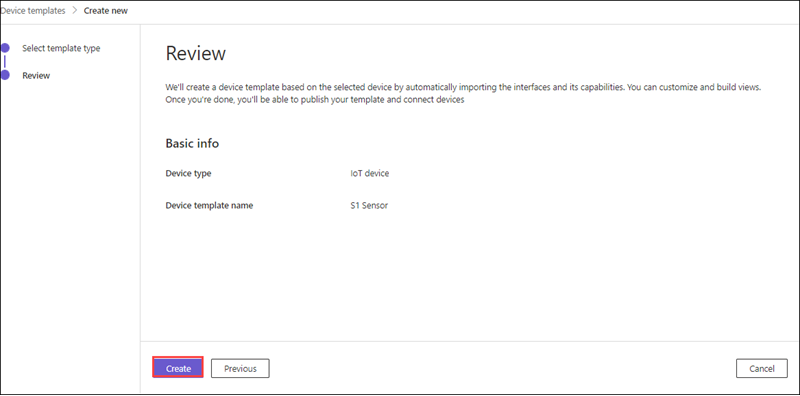 Device templates > Create new
Select template type
Review
Review
We'll create a device template based on the selected device by automatically importing the interfaces and its capabilities. You can customize and build views.
Once you're done, you'll be able to publish your template and connect devices
Basic info
Device type IoT device
Device template name S1 Sensor
Create Previous Cancel